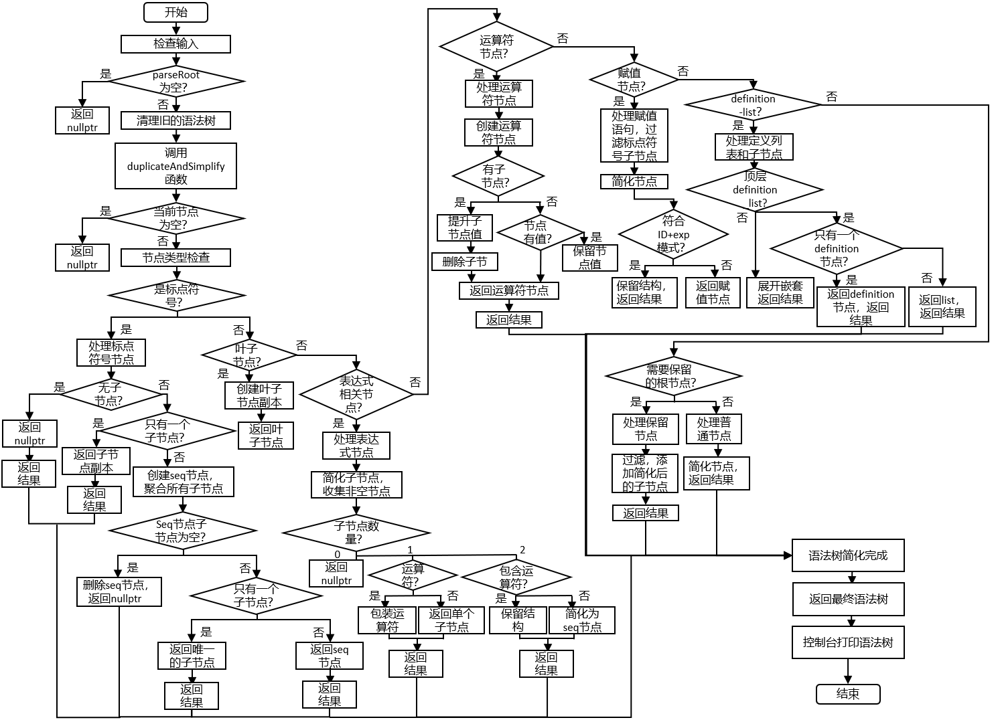 开始
检查输入
parseRoot
为空？
是
否
返回
nullptr
清理旧的语法树
调用
duplicateAndSimplify
函数
当前节点
为空？
是
否
返回
nullptr
节点类型检查
是标点符
号？
是
否
处理标点
符号节点
无子
节点？
是
否
返回
nullptr
返回
结果
只有一个
子节点？
是
否
返回子节
点副本
返回
结果
创建seq节点，
聚合所有子节点
Seq节点子
节点为空？
是
否
删除seq节点，
返回nullptr
只有一个
子节点？
是
否
返回唯一
的子节点
返回
结果
返回seq
节点
返回
结果
叶子
节点？
是
否
创建叶子
节点副本
返回叶
子节点
表达式
相关节
点？
是
否
处理表达
式节点
简化子节点，
收集非空节点
子节点数
量？
0
1
2
返回
nullptr
运算
符？
是
否
包装运
算符
返回单个
子节点
返回
结果
包含运
算符？
是
否
保留结
构
简化为
seq节点
返回
结果
运算符
节点？
是
否
处理运算
符节点
创建运算
符节点
有子
节点？
是
否
提升子
节点值
删除子节
节点
有值？
是
保留节
点值
返回运算符节点
返回结果
赋值
节点？
是
否
处理赋值
语句，过
滤标点符
号子节点
简化节点
符合
ID+exp
模式？
是
否
保留结构，
返回结果
返回赋
值节点
definition
-list？
是
否
处理定义列
表和子节点
顶层
definition
_list？
否
是
展开嵌套
返回结果
只有一个
definition
节点？
是
否
返回definition
节点，返回
结果
返回list，
返回结果
需要保留
的根节点？
是
否
处理保留
节点
过滤，添
加简化后
的子节点
返回结果
处理普
通节点
简化节点，
返回结果
语法树简化完成
返回最终语法树
控制台打印语法树
结束